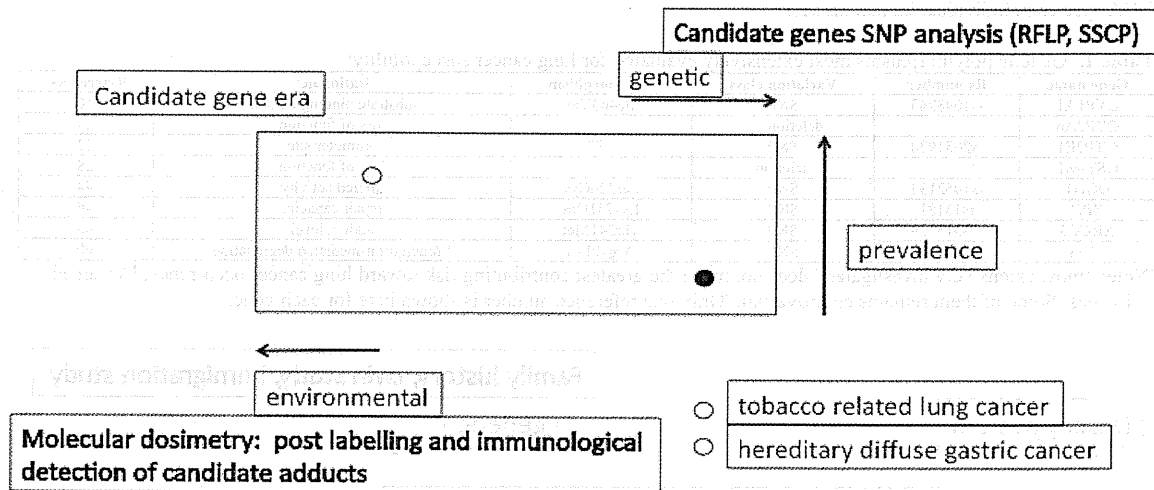 Candidate genes SNP analysis (RFLP, SSCP)
genetic
Candidate gene era
prevalence
environmental
Molecular dosimetry: post labelling and immunological
detection of candidate adducts
tobacco related lung cancer
hereditary diffuse gastric cancer